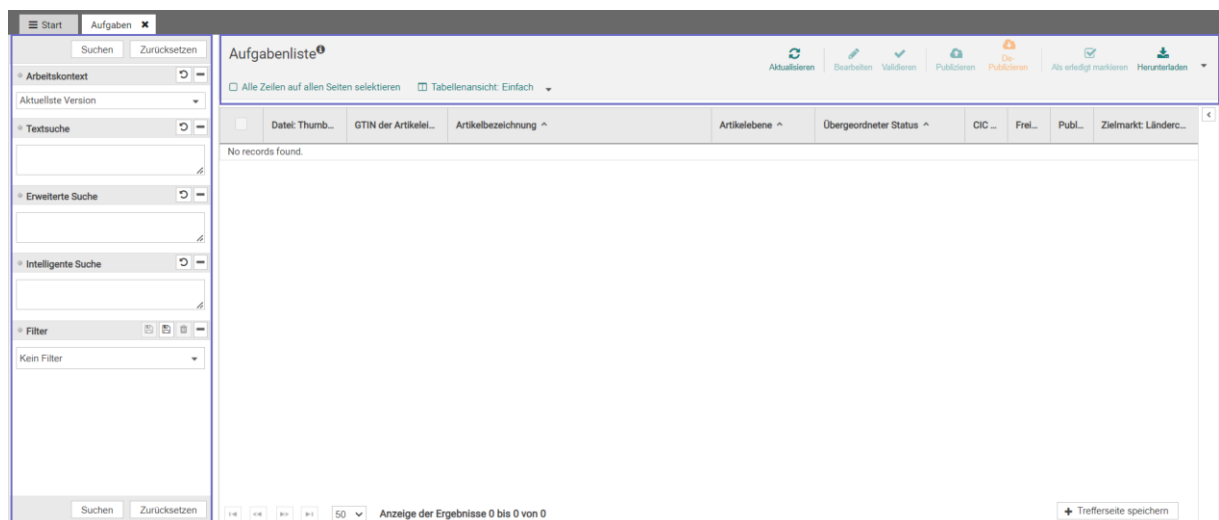 Start
Aufgaben
Suchen Zurücksetzen
Arbeitskontext
Aktuellste Version
Textsuche
Erweiterte Suche
Intelligente Suche
Filter
Kein Filter
Suchen Zurücksetzen
Aufgabenliste
Aktualisieren Bearbeiten Validieren Publizieren De-Publizieren Als erledigt markieren Herunterladen
Alle Zeilen auf allen Seiten selektieren Tabellenansicht: Einfach
Datei: Thumb... GTIN der Artikelei... Artikelbezeichnung Artikelebene Übergeordneter Status CIC ... Frei... Publ... Zielmarkt: Länderc...
No records found.
50 Anzeige der Ergebnisse 0 bis 0 von 0 Trefferseite speichern